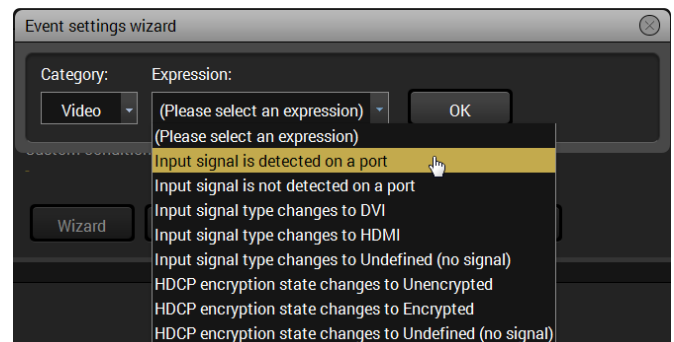 Event settings wizard
Category: Expression:
Video (Please select an expression) OK
(Please select an expression)
Input signal is detected on a port
Input signal is not detected on a port
Input signal type changes to DVI
Wizard
Input signal type changes to HDMI
Input signal type changes to Undefined (no signal)
HDCP encryption state changes to Unencrypted
HDCP encryption state changes to Encrypted
HDCP encryption state changes to Undefined (no signal)